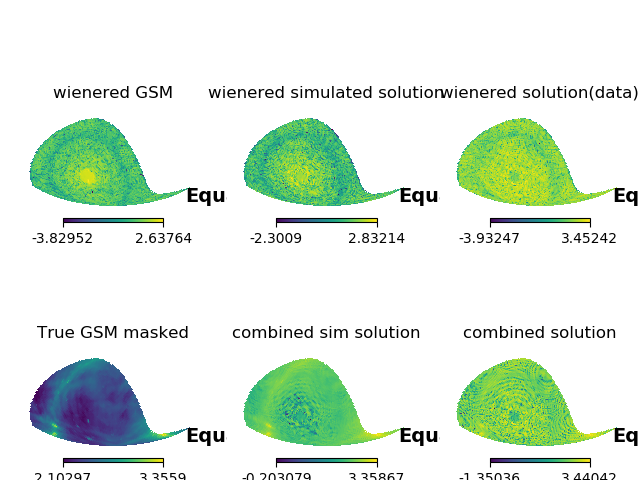 wienered GSM
wienered simulated solution
wienered solution(data)
Equ
Equ
Eq
-3.82952 2.63764
-2.3009 2.83214
-3.93247 3.45242
True GSM masked
combined sim solution
combined solution
Equ
Equ
Eq
2.10297 3.3559
-0.203079 3.35867
-1.35036 3.44042